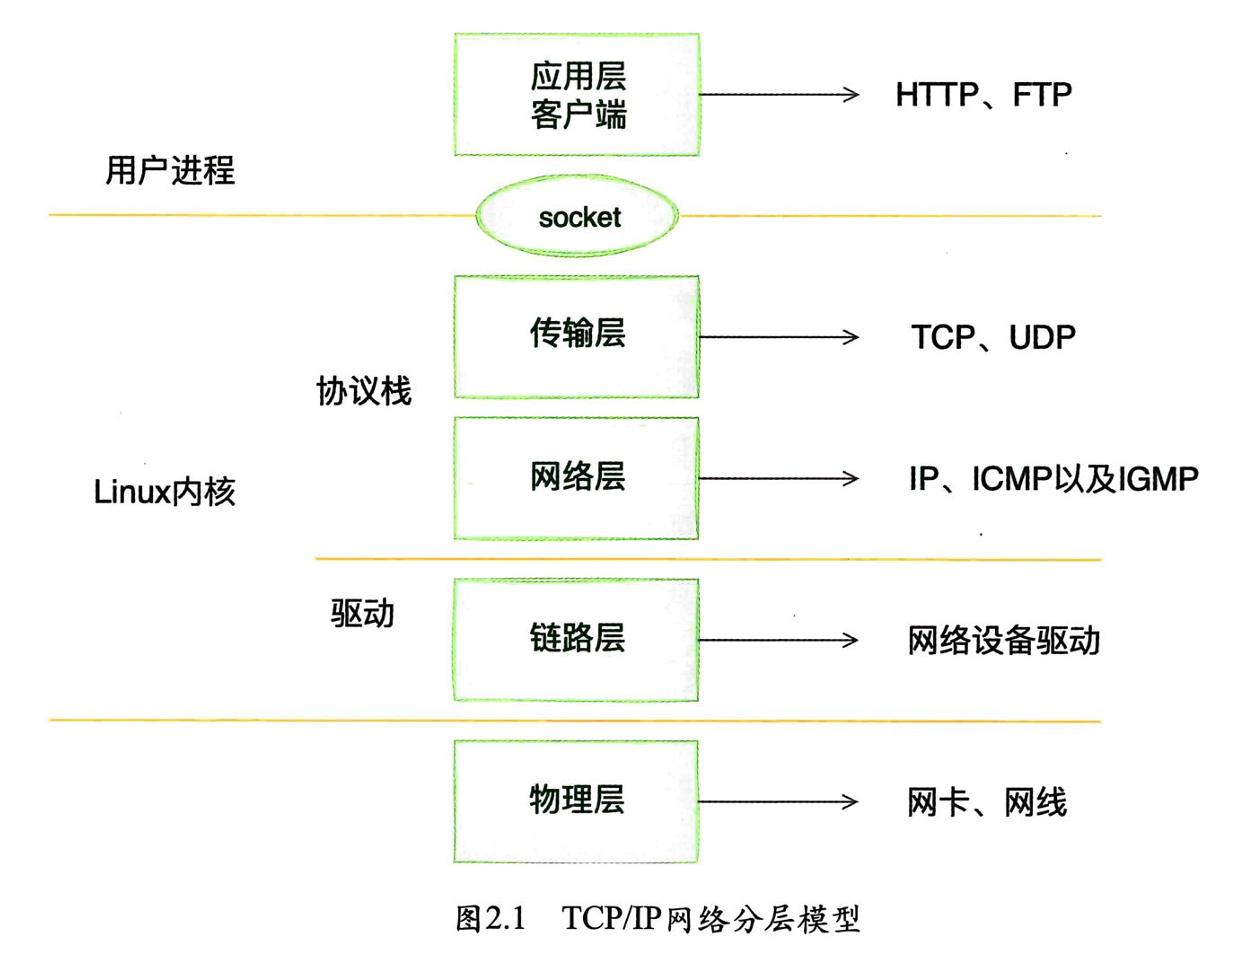 应用层
客户端
HTTP、FTP
用户进程
socket
传输层
TCP、UDP
协议栈
网络层
IP、ICMP以及IGMP
Linux内核
驱动
链路层
网络设备驱动
物理层
网卡、网线
图2.1 TCP/IP网络分层模型